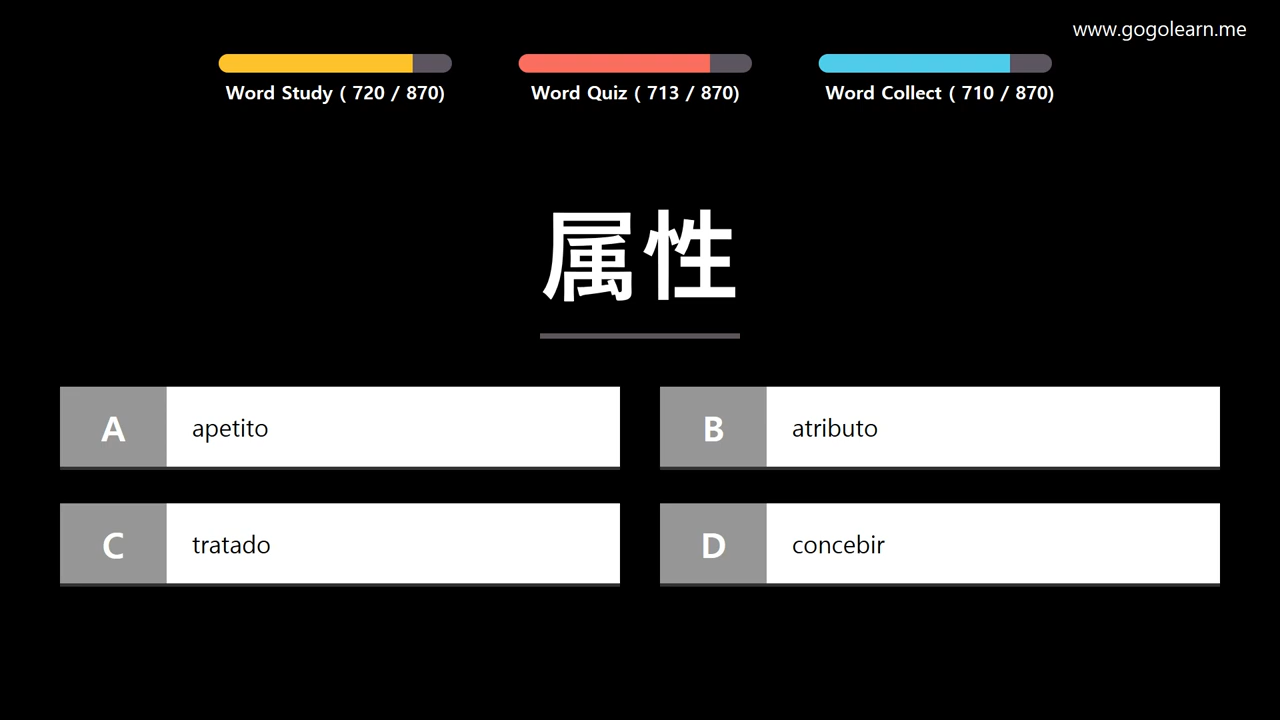 www.gogolearn.me
Word Study ( 720 / 870)
Word Quiz ( 713 / 870)
Word Collect ( 710 / 870)
属性
A apetito
B atributo
C tratado
D concebir